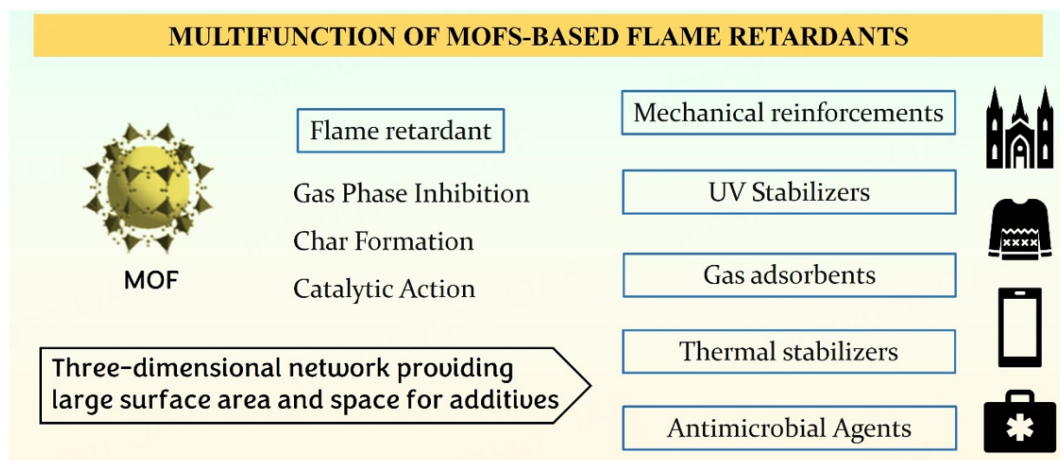 MULTIFUNCTION OF MOFS-BASED FLAME RETARDANTS
MOF
Flame retardant
Gas Phase Inhibition
Char Formation
Catalytic Action
Three-dimensional network providing
large surface area and space for additives
Mechanical reinforcements
UV Stabilizers
Gas adsorbents
Thermal stabilizers
Antimicrobial Agents